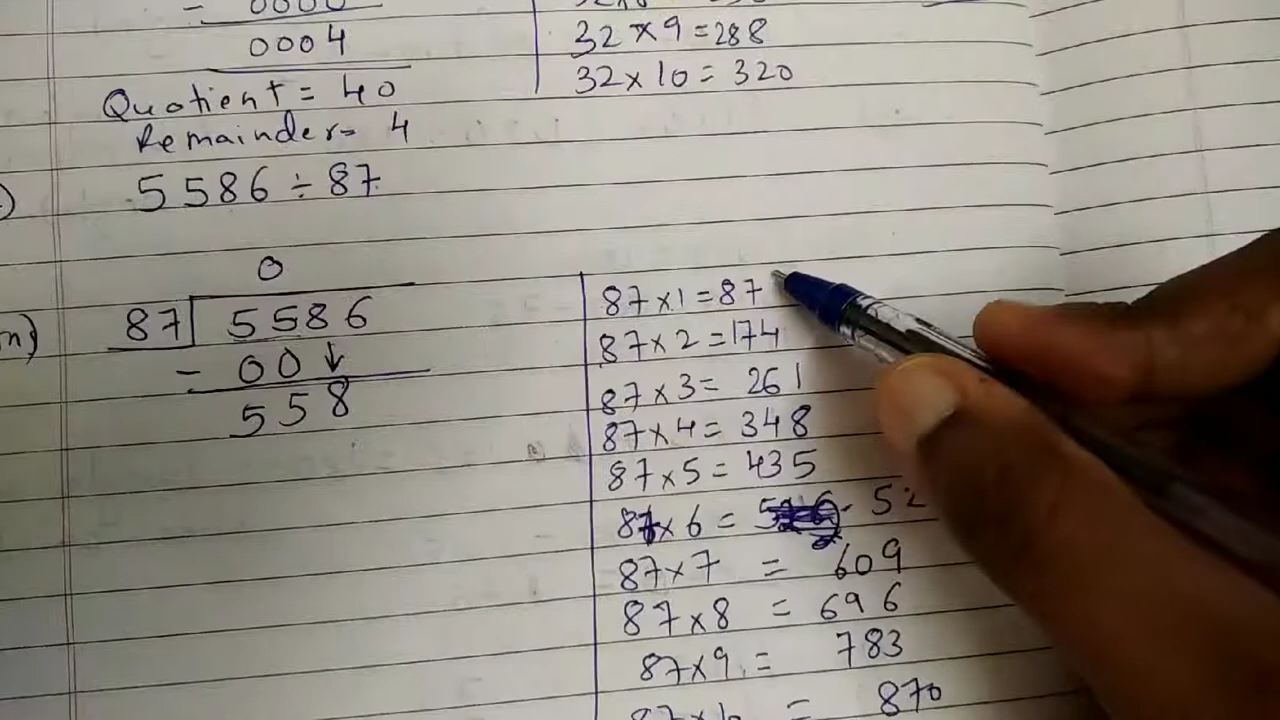 - 0000
0004
Quotient = 40
Remainder= 4
32 x 9 = 288
32 x 10 = 320
5586 ÷ 87
0
87 5586
- 00 ↓
558
87 x 1 = 87
87 x 2 = 174
87 x 3 = 261
87 x 4 = 348
87 x 5 = 435
87 x 6 = 52
87 x 7 = 609
87 x 8 = 696
87 x 9 = 783
= 870